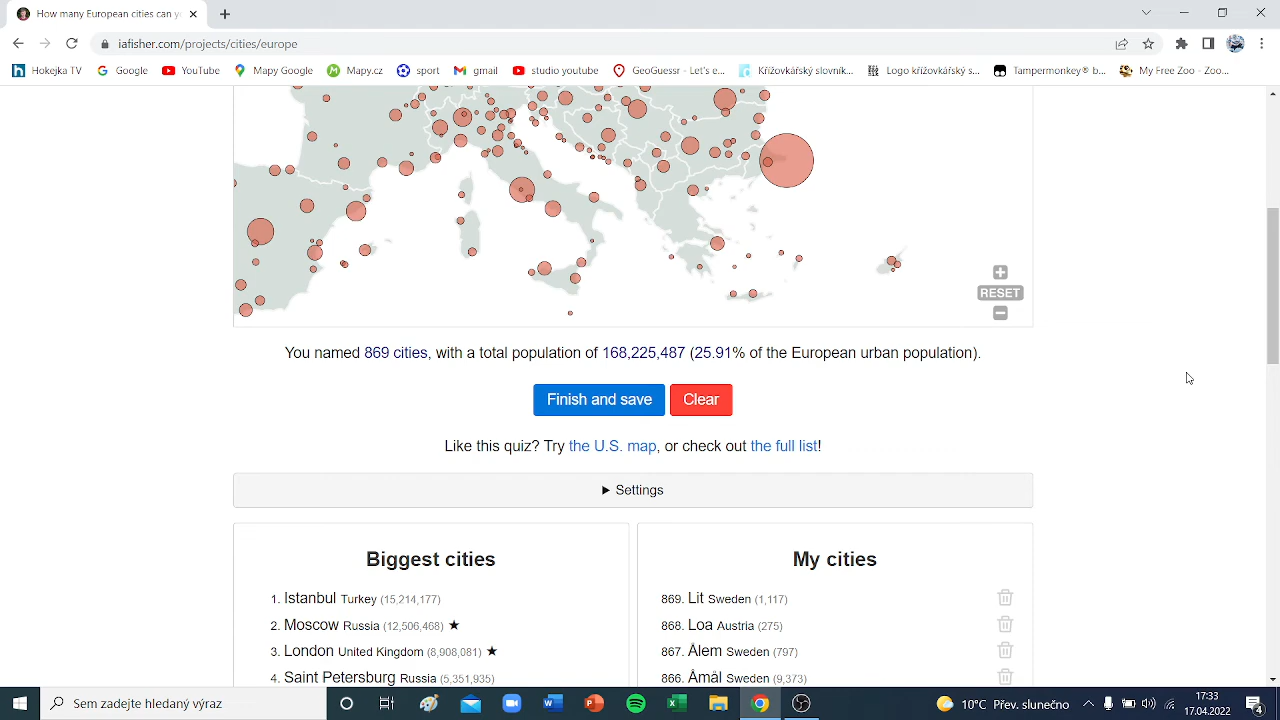 How many European cities can y
iafisher.com/projects/cities/europe
Hokejka TV
Google
YouTube
Mapy Google
Mapy.cz
sport
gmail
studio youtube
GeoGuessr - Let's e...
Křížovkářský slovník...
Logo křížovkářský s...
Tampermonkey® b...
My Free Zoo - Zoo...
RESET
You named 869 cities, with a total population of 168,225,487 (25.91% of the European urban population).
Finish and save
Clear
Like this quiz? Try the U.S. map, or check out the full list!
► Settings
Biggest cities
1. Istanbul Turkey (15,214,177)
2. Moscow Russia (12,506,468) ★
3. London United Kingdom (8,908,081) ★
4. Saint Petersburg Russia (5,351,935)
My cities
869. Lit Sweden (1,117)
868. Loa Austria (275)
867. Ålem Sweden (797)
866. Åmål Sweden (9,373)
Sem zadejte hledaný výraz
10°C Přev. slunečno
17:33
17.04.2022
4